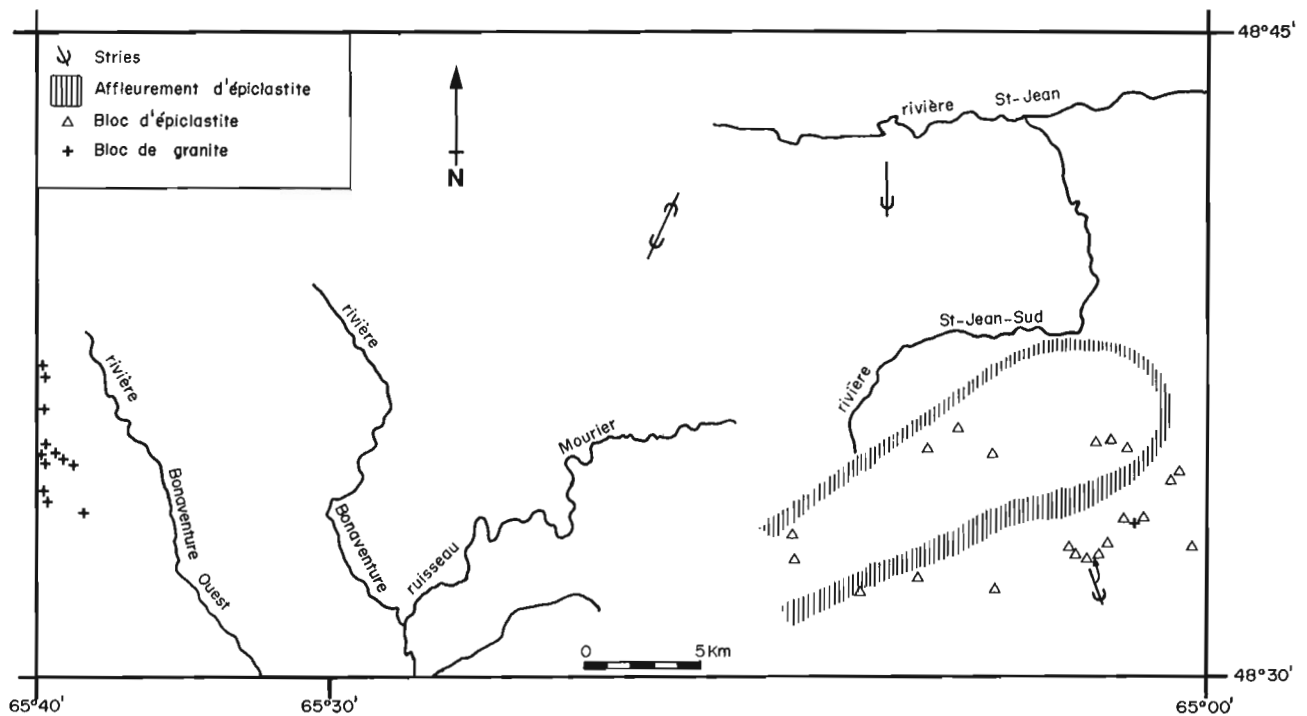 48°45'
Stries
Affleurement d'épiclastite
Bloc d'épiclastite
Bloc de granite
N
rivière St-Jean
rivière St-Jean-Sud
rivière Bonaventure
rivière Bonaventure Ouest
ruisseau Mourier
0 5 Km
48°30'
65°40' 65°30' 65°00'